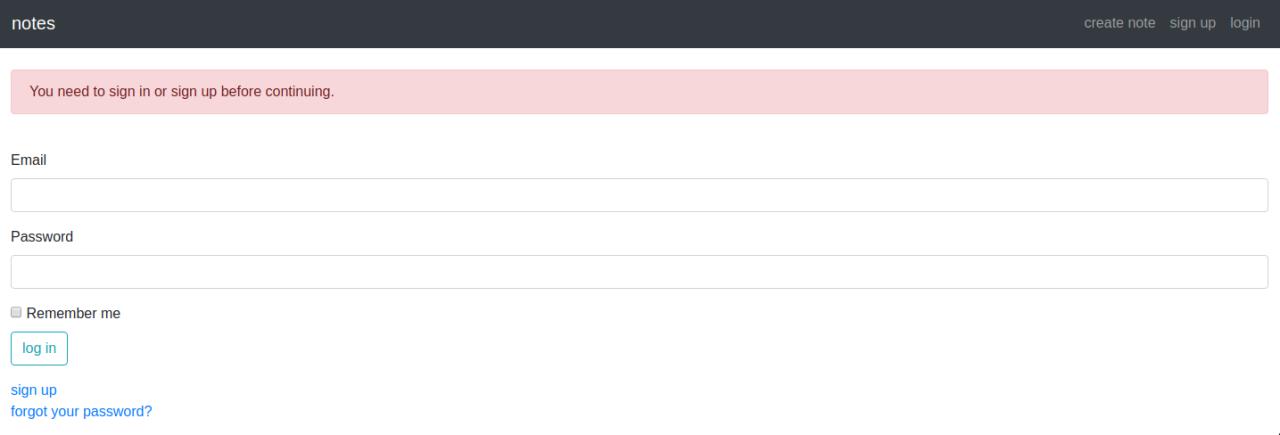 notes create note sign up login
You need to sign in or sign up before continuing.
Email
Password
Remember me
log in
sign up
forgot your password?